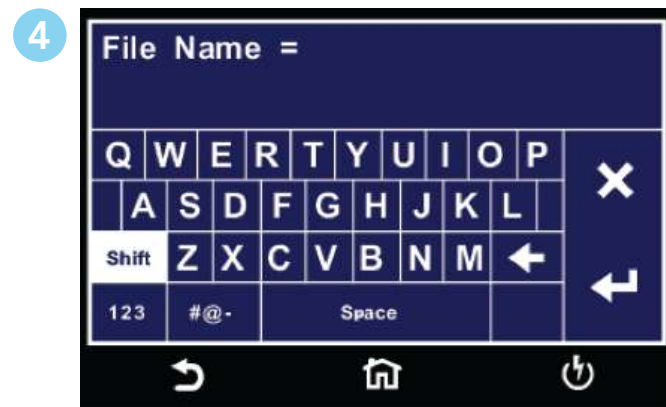 4
File Name =
Q W E R T Y U I O P
A S D F G H J K L
Shift Z X C V B N M
123 #@- Space